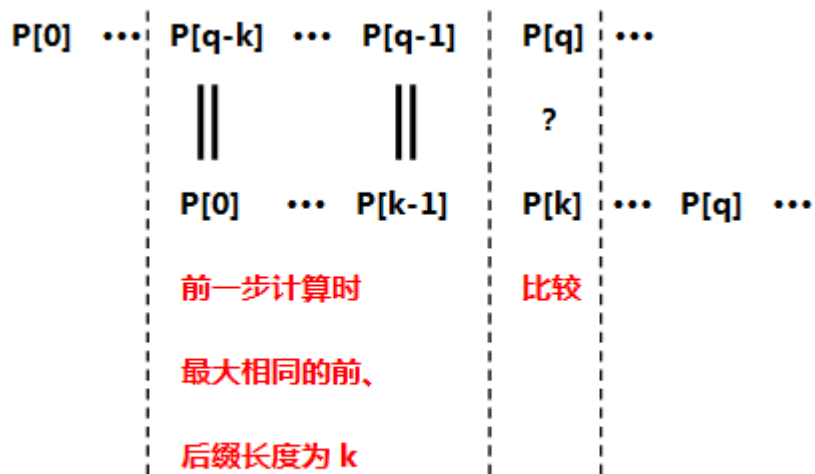 P[0] ••• P[q-k] ••• P[q-1] P[q] •••
?
P[0] ••• P[k-1] P[k] ••• P[q] •••
前一步计算时 比较
最大相同的前、
后缀长度为 k